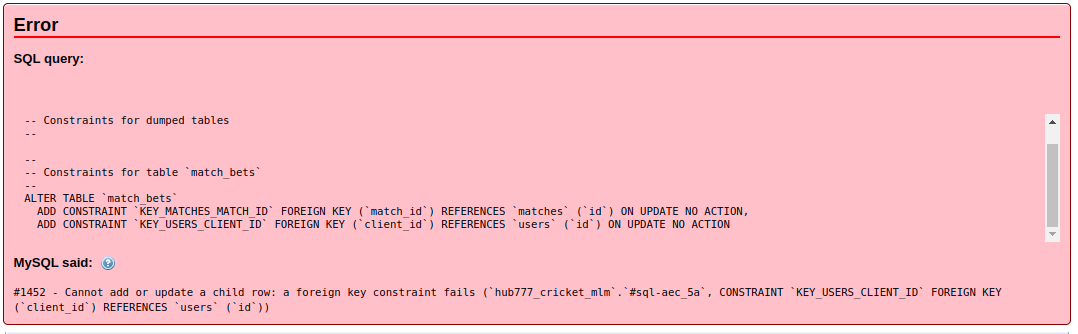 Error
SQL query:
-- Constraints for dumped tables
--
--
-- Constraints for table `match_bets`
--
ALTER TABLE `match_bets`
ADD CONSTRAINT `KEY_MATCHES_MATCH_ID` FOREIGN KEY (`match_id`) REFERENCES `matches` (`id`) ON UPDATE NO ACTION,
ADD CONSTRAINT `KEY_USERS_CLIENT_ID` FOREIGN KEY (`client_id`) REFERENCES `users` (`id`) ON UPDATE NO ACTION
MySQL said:
#1452 - Cannot add or update a child row: a foreign key constraint fails (`hub777_cricket_mlm`.`#sql-aec_5a`, CONSTRAINT `KEY_USERS_CLIENT_ID` FOREIGN KEY
(`client_id`) REFERENCES `users` (`id`))